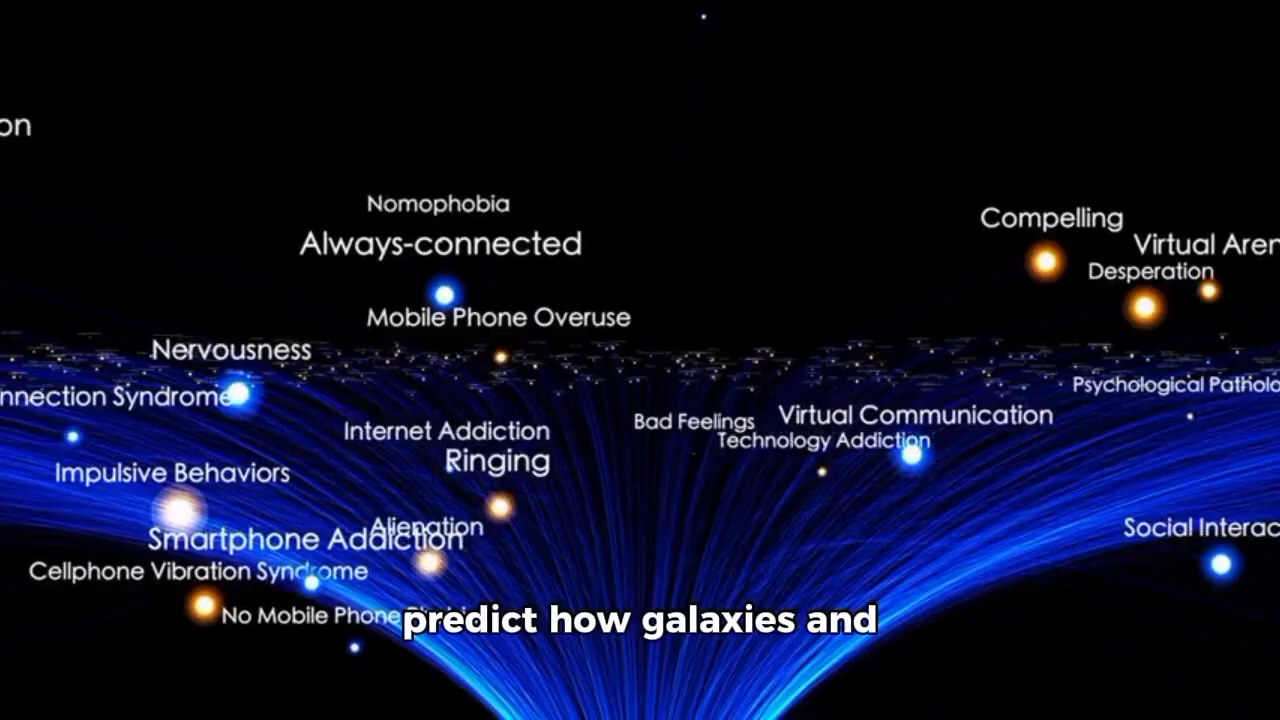 on
Nomophobia
Always-connected
Compelling
Virtual Aren
Desperation
Mobile Phone Overuse
Nervousness
nnection Syndrome
Psychological Patholo
Bad Feelings
Virtual Communication
Technology Addiction
Internet Addiction
Ringing
Impulsive Behaviors
Alienation
Smartphone Addiction
Social Interac
Cellphone Vibration Syndrome
No Mobile Phone
predict how galaxies and